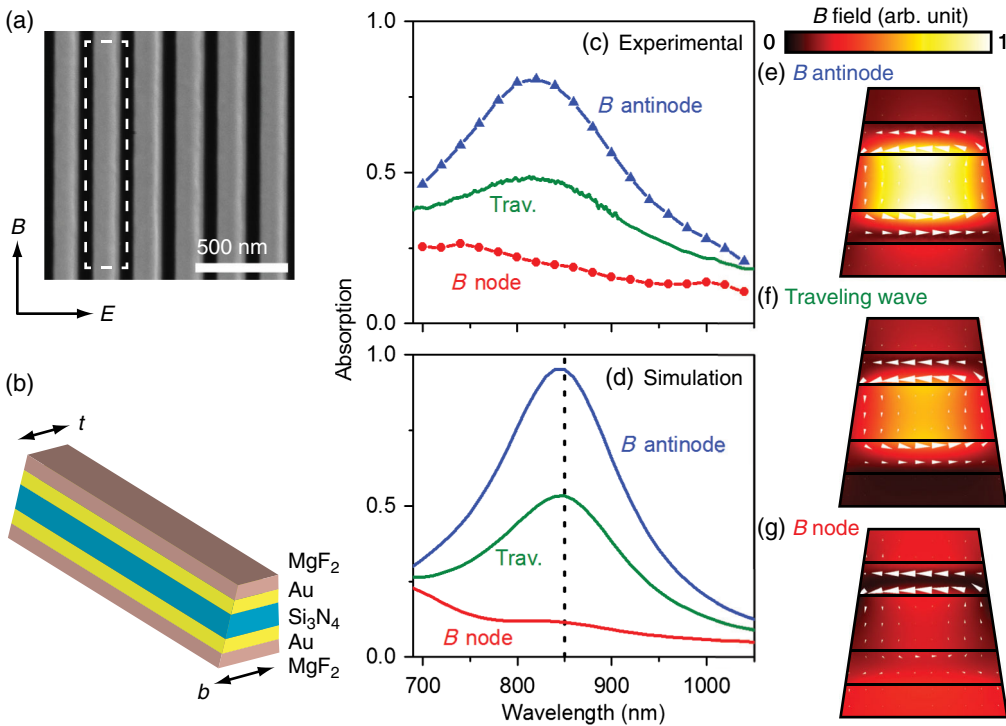 (a)
500 nm
B
E
(b)
t
MgF2
Au
Si3N4
Au
MgF2
b
Absorption
1.0
0.5
0.0
(c) Experimental
B antinode
Trav.
B node
1.0
0.5
0.0
(d) Simulation
B antinode
Trav.
B node
700 800 900 1000
Wavelength (nm)
B field (arb. unit)
0 1
(e) B antinode
(f) Traveling wave
(g) B node